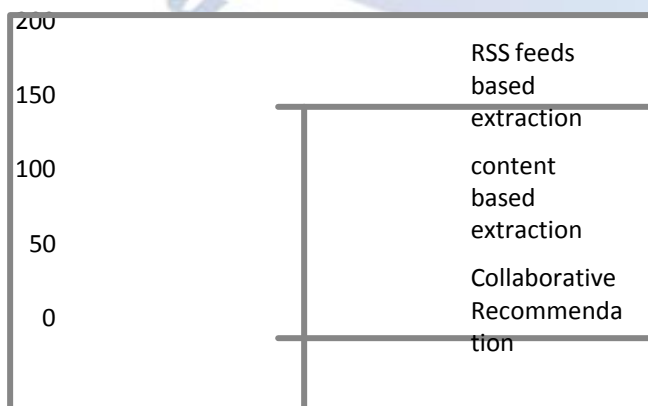 200
150
100
50
0
RSS feeds
based
extraction
content
based
extraction
Collaborative
Recommenda
tion